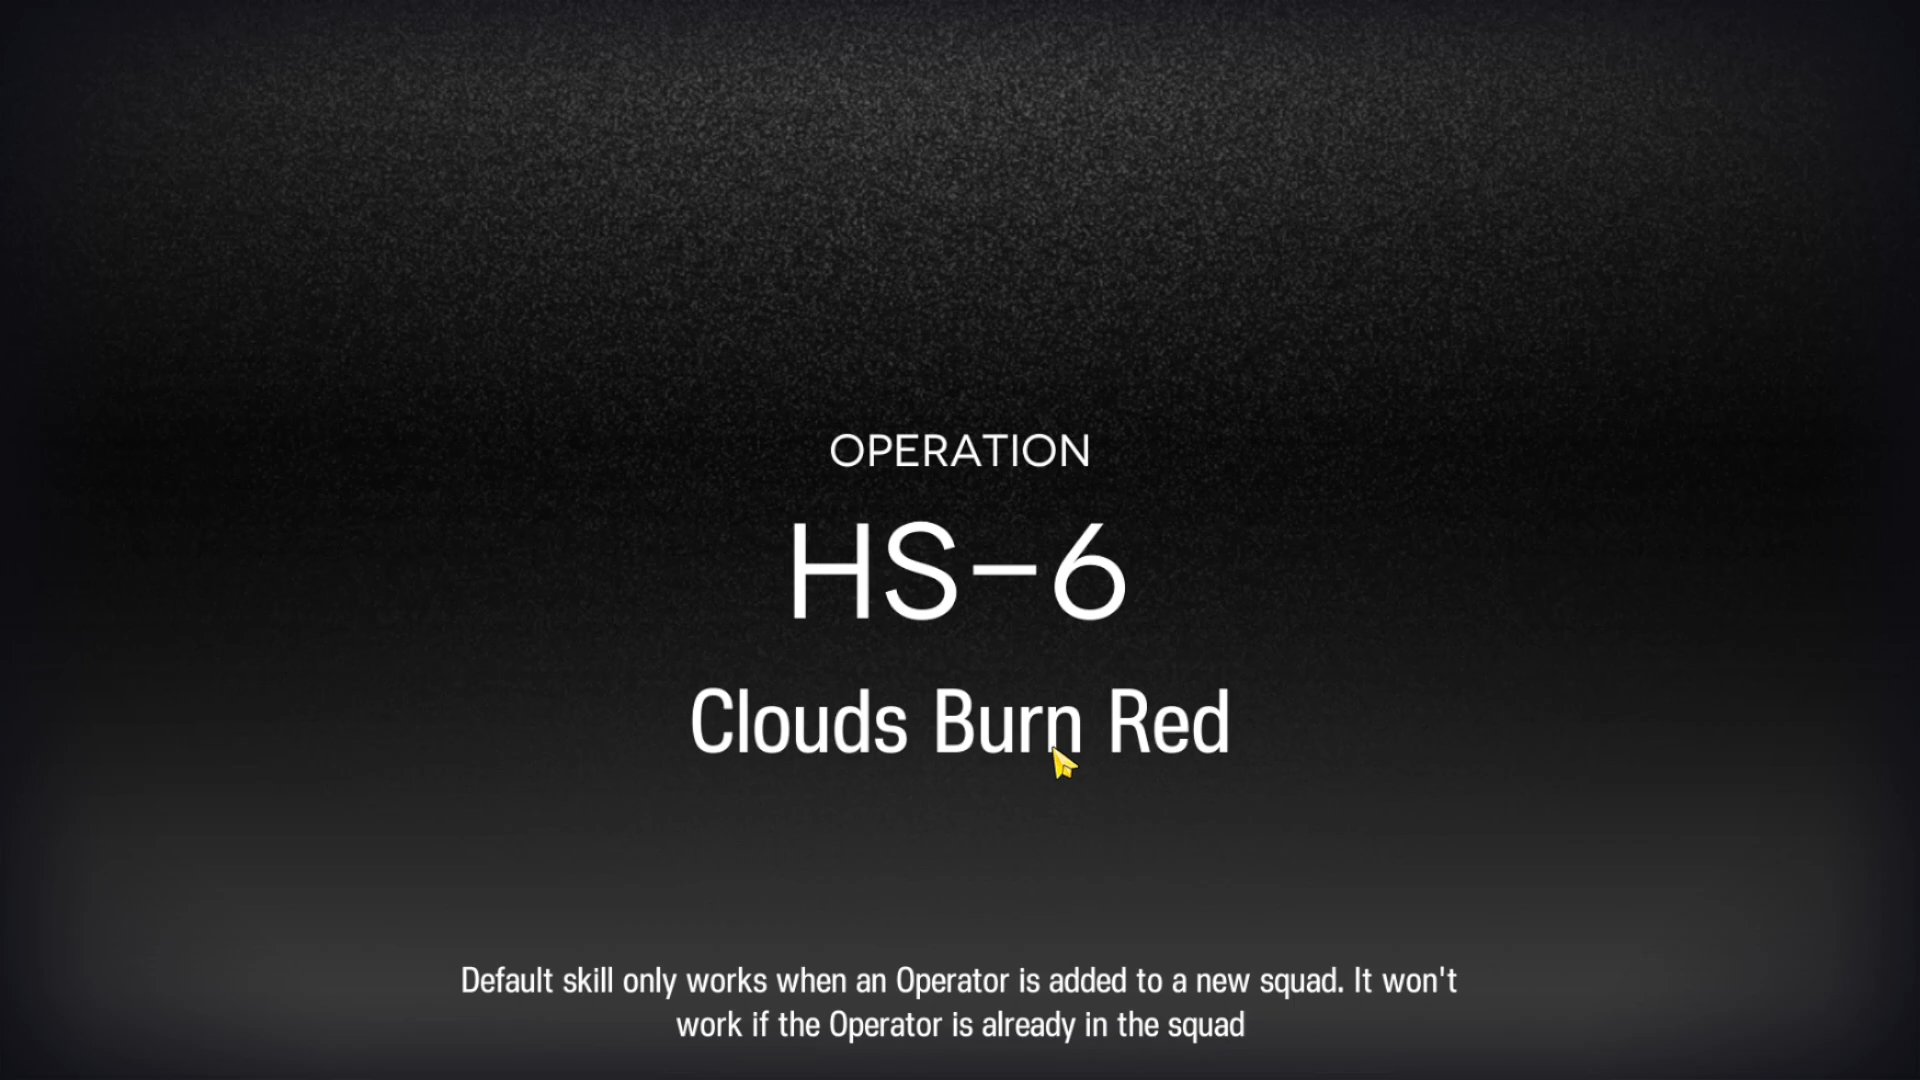 OPERATION
HS-6
Clouds Burn Red
Default skill only works when an Operator is added to a new squad. It won't
work if the Operator is already in the squad